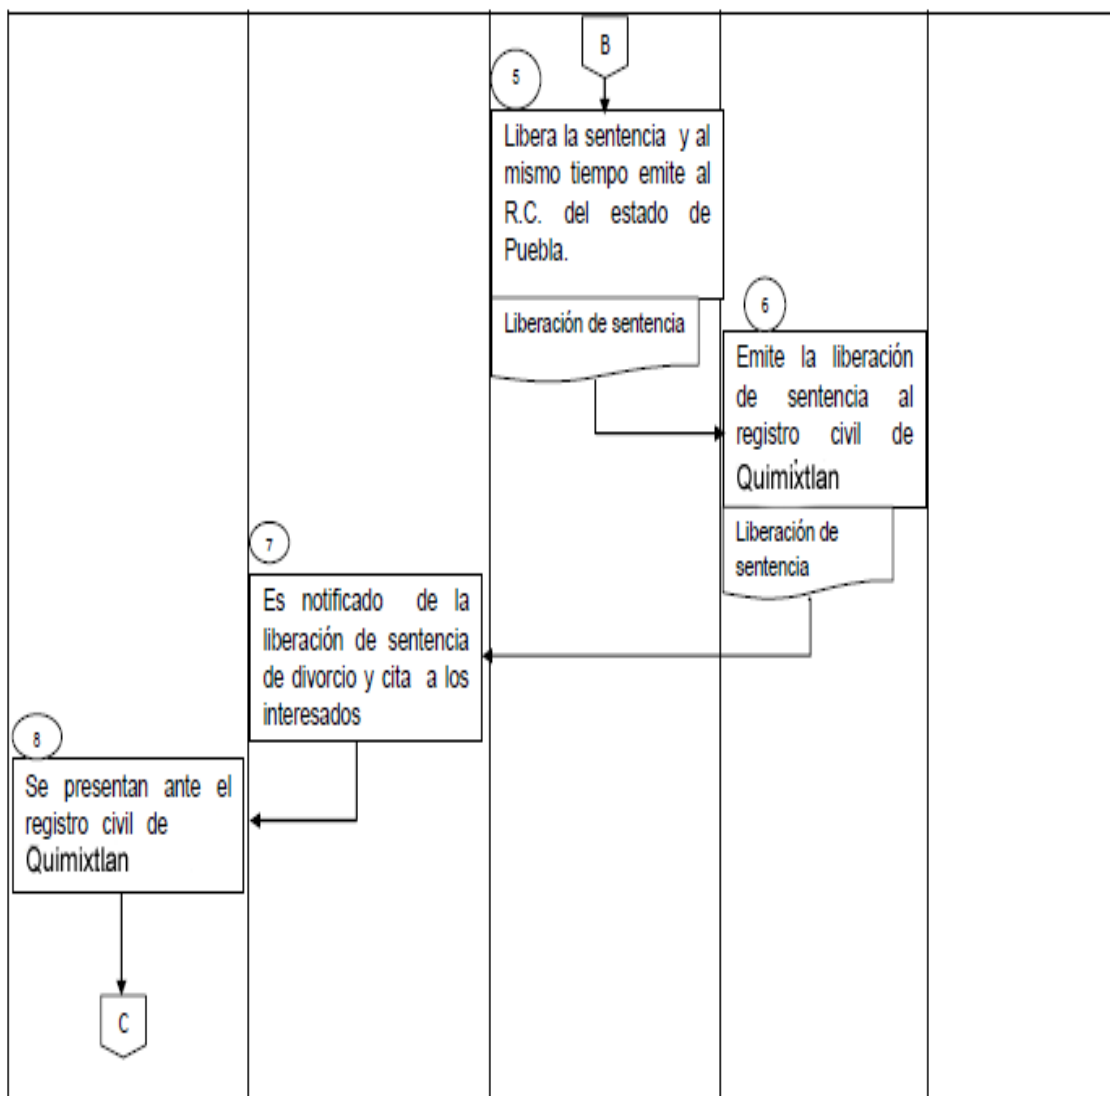 B
5
Libera la sentencia y al
mismo tiempo emite al
R.C. del estado de
Puebla.
Liberación de sentencia
6
Emite la liberación
de sentencia al
registro civil de
Quimixtlan
Liberación de
sentencia
7
Es notificado de la
liberación de sentencia
de divorcio y cita a los
interesados
8
Se presentan ante el
registro civil de
Quimixtlan
C